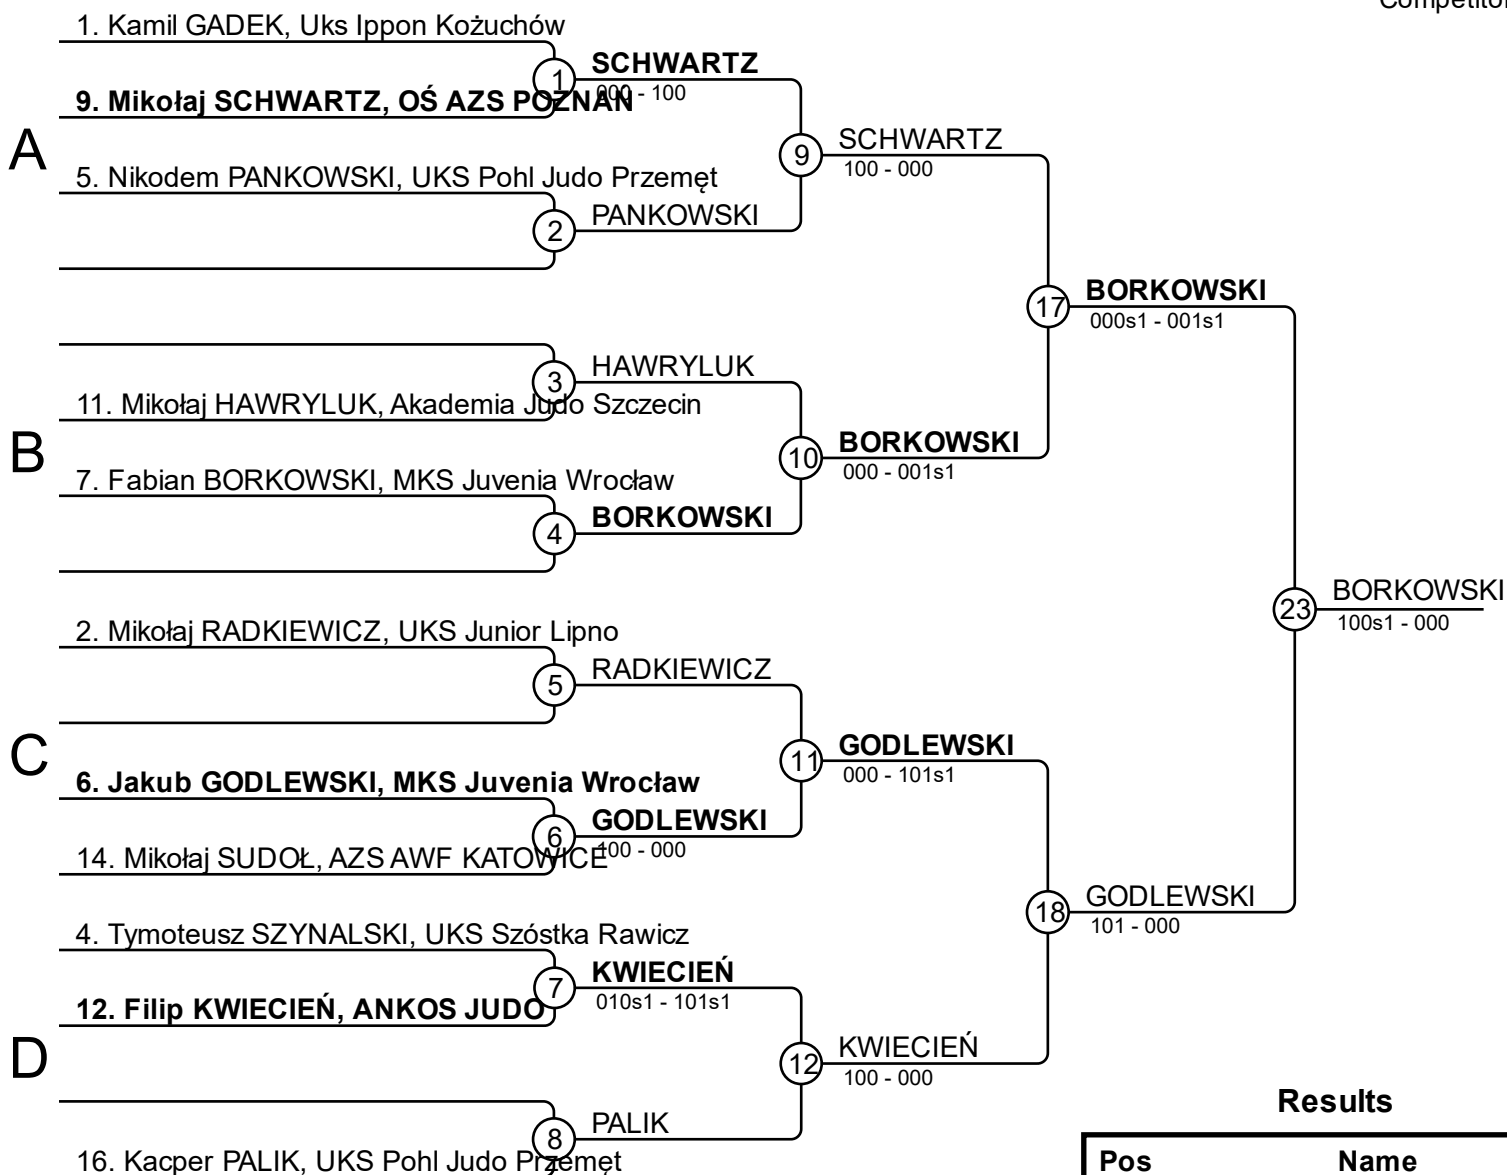 Competitor
1. Kamil GADEK, Uks Ippon Kożuchów
1
SCHWARTZ
000 - 100
9. Mikołaj SCHWARTZ, OŚ AZS POZNAŃ
A
9
SCHWARTZ
100 - 000
5. Nikodem PANKOWSKI, UKS Pohl Judo Przemęt
2
PANKOWSKI
17
BORKOWSKI
000s1 - 001s1
3
HAWRYLUK
11. Mikołaj HAWRYLUK, Akademia Judo Szczecin
B
10
BORKOWSKI
000 - 001s1
7. Fabian BORKOWSKI, MKS Juvenia Wrocław
4
BORKOWSKI
23
BORKOWSKI
100s1 - 000
2. Mikołaj RADKIEWICZ, UKS Junior Lipno
5
RADKIEWICZ
C
11
GODLEWSKI
000 - 101s1
6. Jakub GODLEWSKI, MKS Juvenia Wrocław
6
GODLEWSKI
100 - 000
14. Mikołaj SUDOŁ, AZS AWF KATOWICE
18
GODLEWSKI
101 - 000
4. Tymoteusz SZYNALSKI, UKS Szóstka Rawicz
7
KWIECIEŃ
010s1 - 101s1
12. Filip KWIECIEŃ, ANKOS JUDO
D
12
KWIECIEŃ
100 - 000
8
PALIK
16. Kacper PALIK, UKS Pohl Judo Przemęt
Results
Pos Name